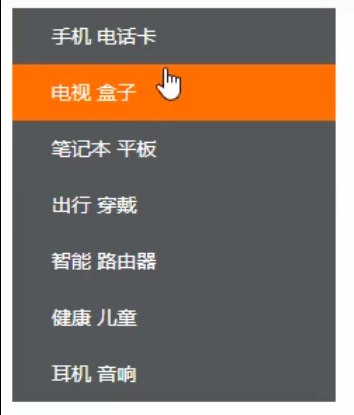 手机 电话卡
电视 盒子
笔记本 平板
出行 穿戴
智能 路由器
健康 儿童
耳机 音响